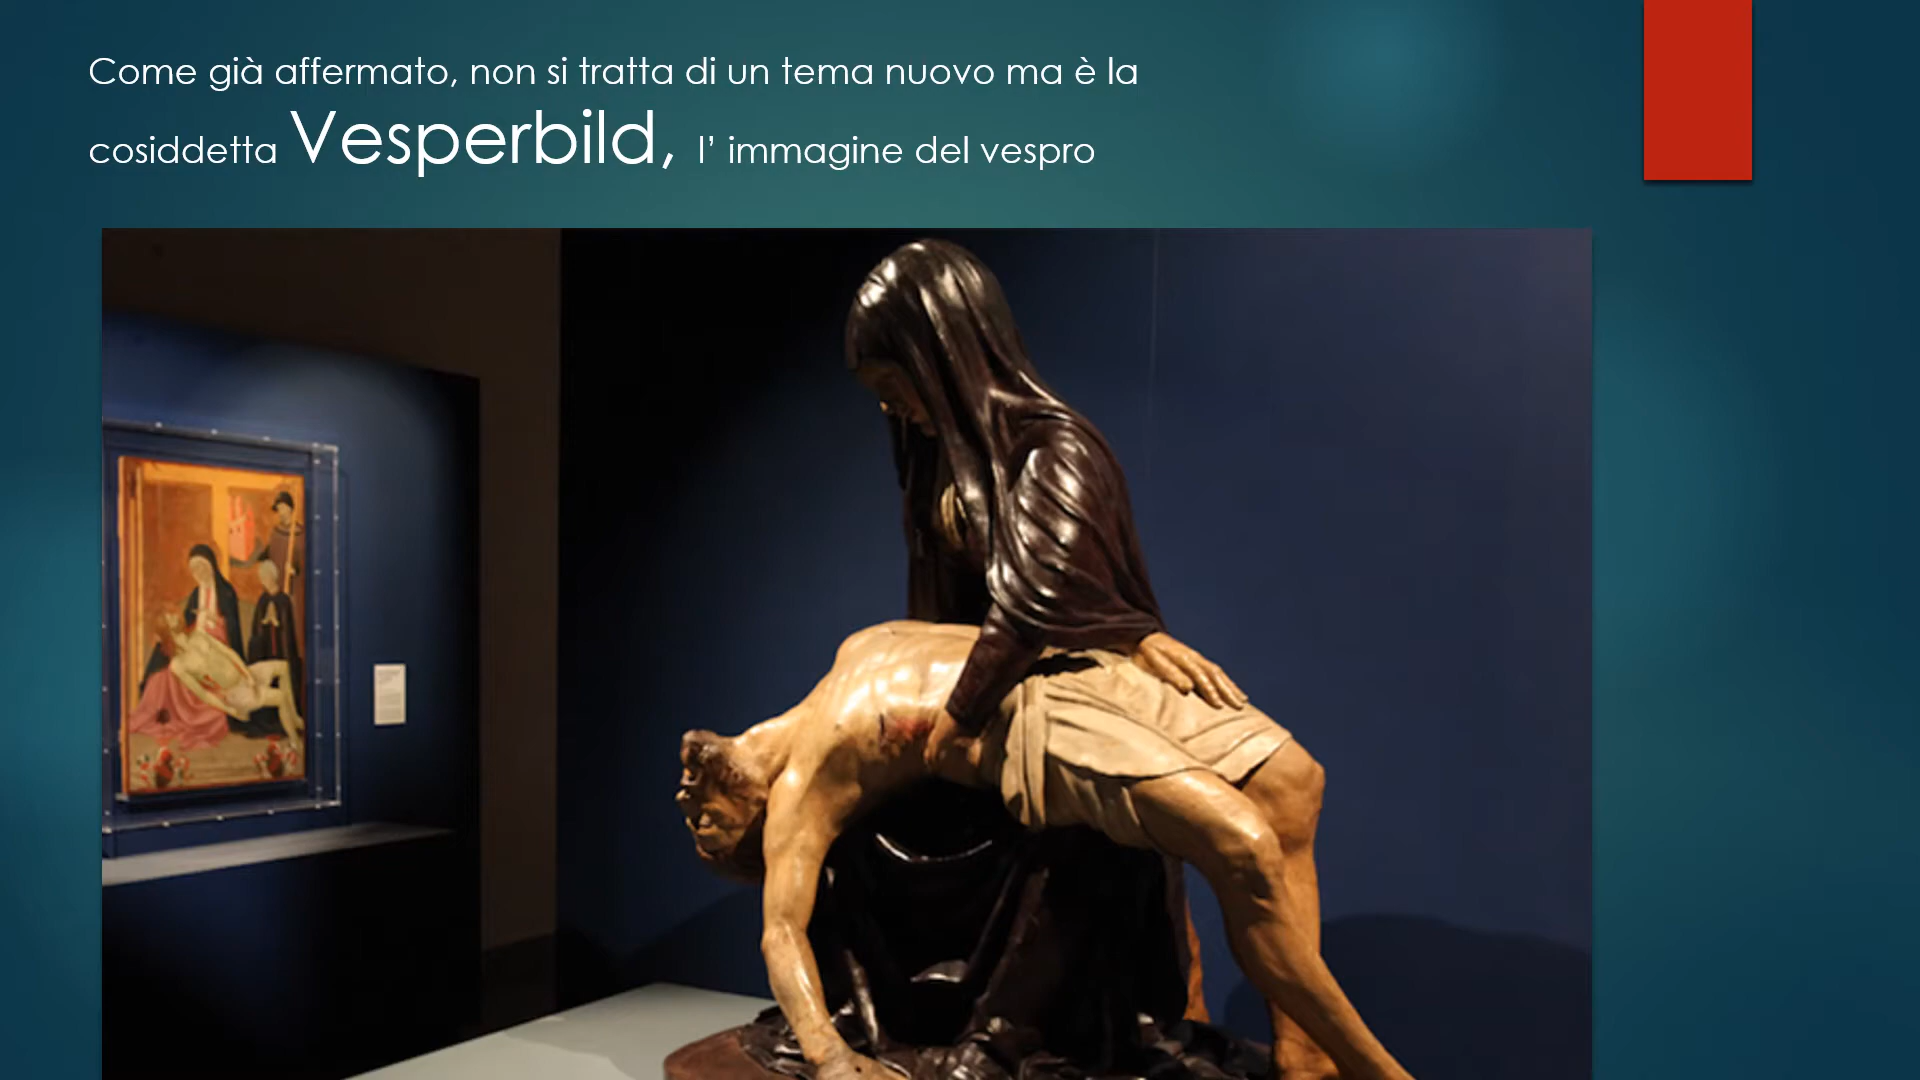 Come già affermato, non si tratta di un tema nuovo ma è la
cosiddetta Vesperbild, l’ immagine del vespro